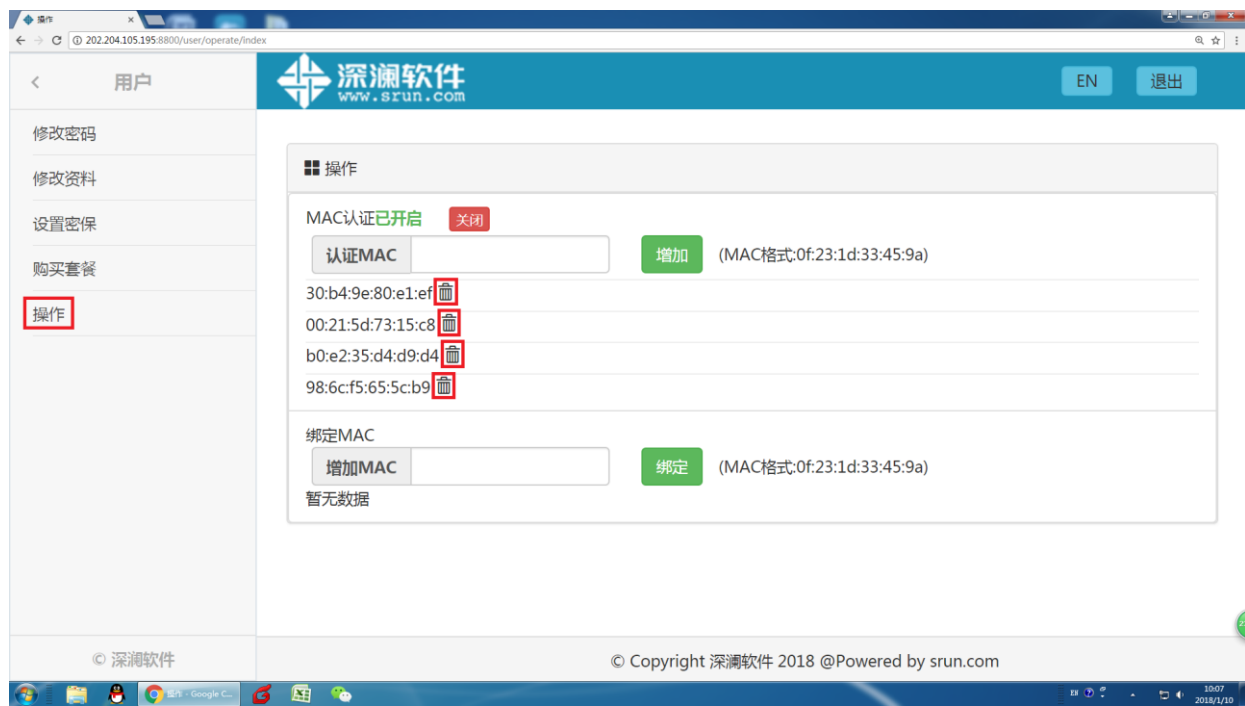 操作
202.204.105.195:8800/user/operate/index
用户
深澜软件
www.srun.com
EN
退出
修改密码
修改资料
设置密保
购买套餐
操作
操作
MAC认证已开启
关闭
认证MAC
增加
(MAC格式:0f:23:1d:33:45:9a)
30:b4:9e:80:e1:ef
00:21:5d:73:15:c8
b0:e2:35:d4:d9:d4
98:6c:f5:65:5c:b9
绑定MAC
增加MAC
绑定
(MAC格式:0f:23:1d:33:45:9a)
暂无数据
© 深澜软件
© Copyright 深澜软件 2018 @Powered by srun.com
操作 - Google C...
EN
10:07
2018/1/10